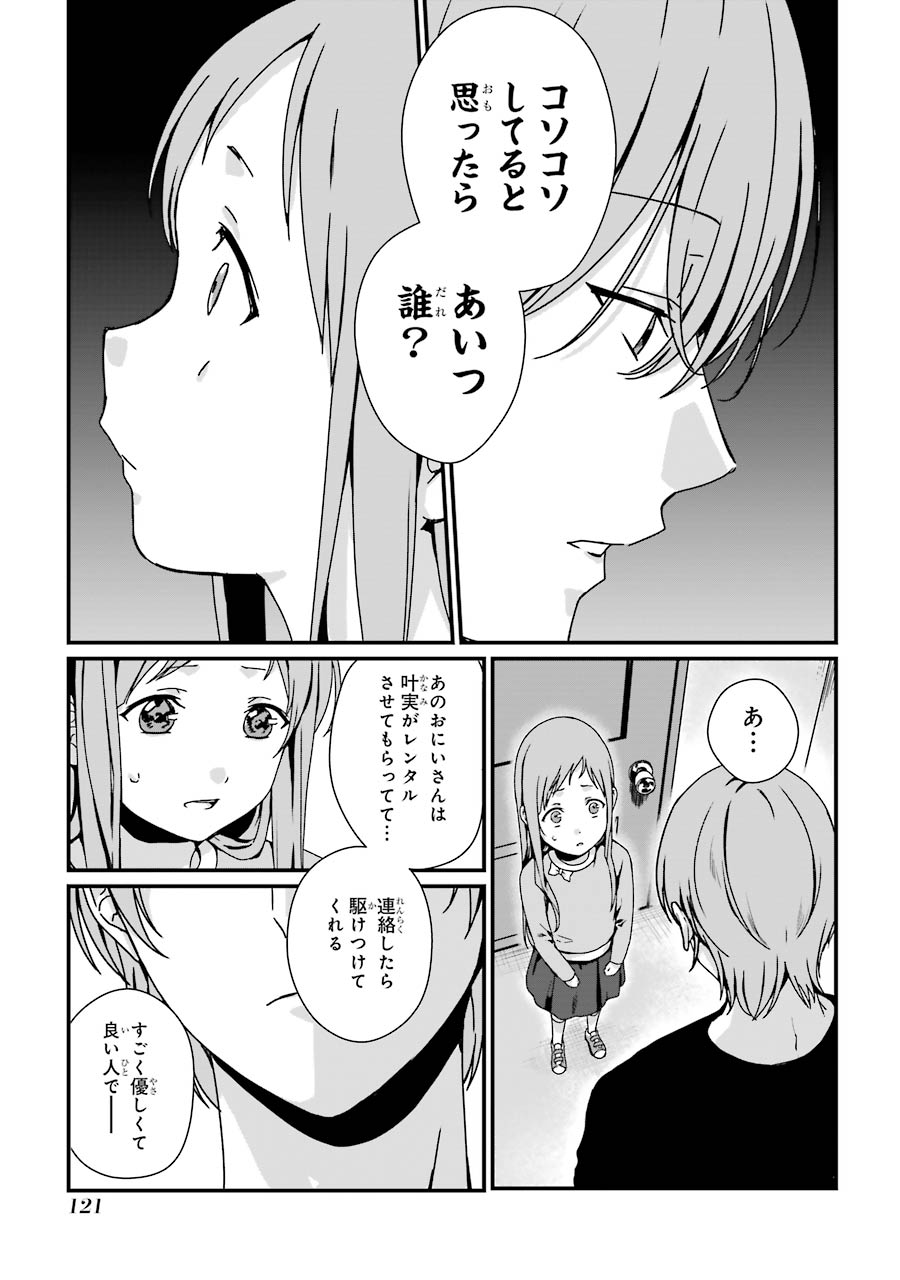 コソコソ
してると
思ったら
あいつ
誰？
あ…
あのおにいさんは
叶実がレンタル
させてもらってて…
連絡したら
駆けつけて
くれる
すごく優しくて
良い人で――
121